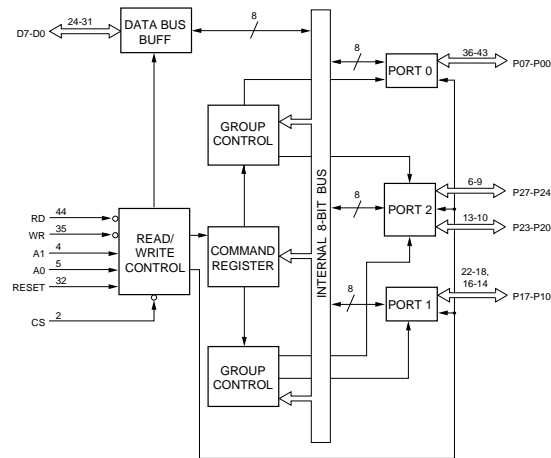 24-31
D7-D0
DATA BUS
BUFF
8
8
36-43
PORT 0
P07-P00
GROUP
CONTROL
INTERNAL 8-BIT BUS
6-9
P27-P24
8
PORT 2
13-10
P23-P20
RD
44
WR
35
A1
4
A0
5
RESET
32
READ/
WRITE
CONTROL
COMMAND
REGISTER
22-18,
16-14
8
PORT 1
P17-P10
CS
2
GROUP
CONTROL